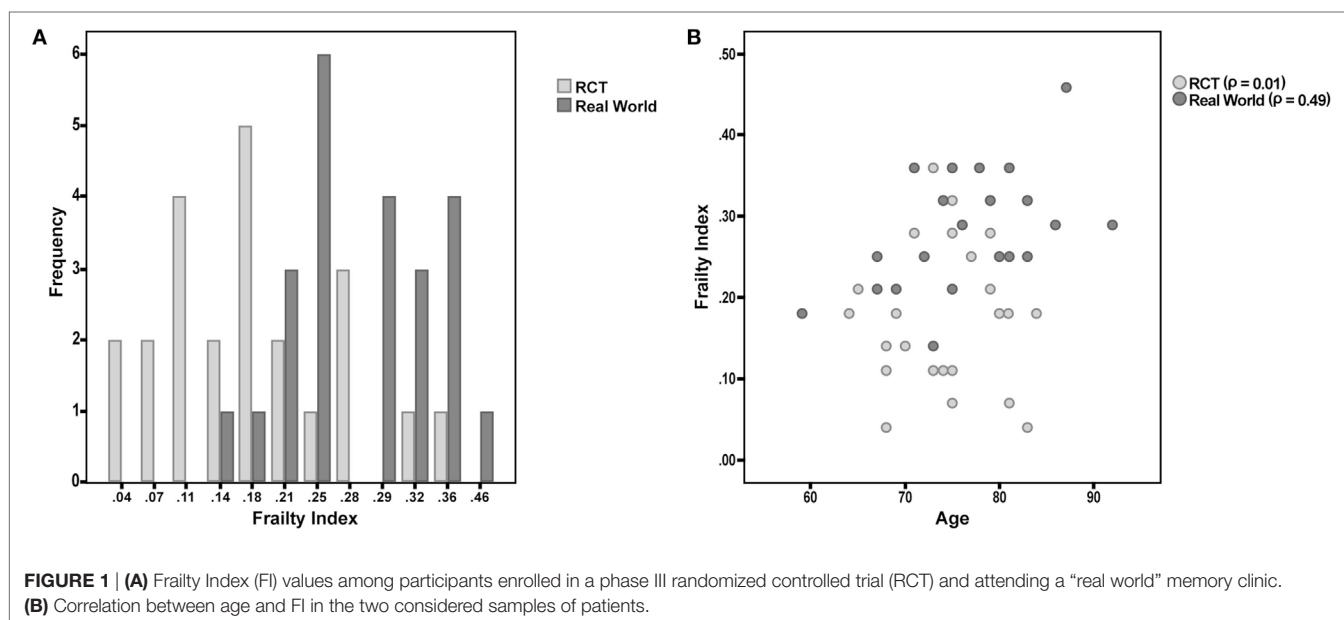 A
6
5
4
3
2
1
0
Frequency
.04 .07 .11 .14 .18 .21 .25 .28 .29 .32 .36 .46
Frailty Index
RCT
Real World
B
.50
.40
.30
.20
.10
.00
Frailty Index
60 70 80 90
Age
RCT (ρ = 0.01)
Real World (ρ = 0.49)
FIGURE 1 | (A) Frailty Index (FI) values among participants enrolled in a phase III randomized controlled trial (RCT) and attending a “real world” memory clinic.
(B) Correlation between age and FI in the two considered samples of patients.